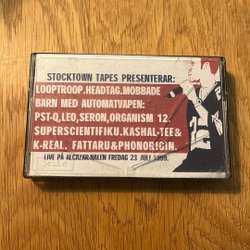 STOCKTOWN TAPES PRESENTERAR:
LOOPTROOP.HEADTAG.MOBBADE
BARN MED AUTOMATVAPEN:
PST-Q,LEO,SERON,ORGANISM 12.
SUPERSCIENTIFIKU.KASHAL-TEE&
K-REAL. FATTARU&PHONOR!G!N.
LIVE PÅ ALCAZAR-HALEN FREDAG 23 JULI 1999.